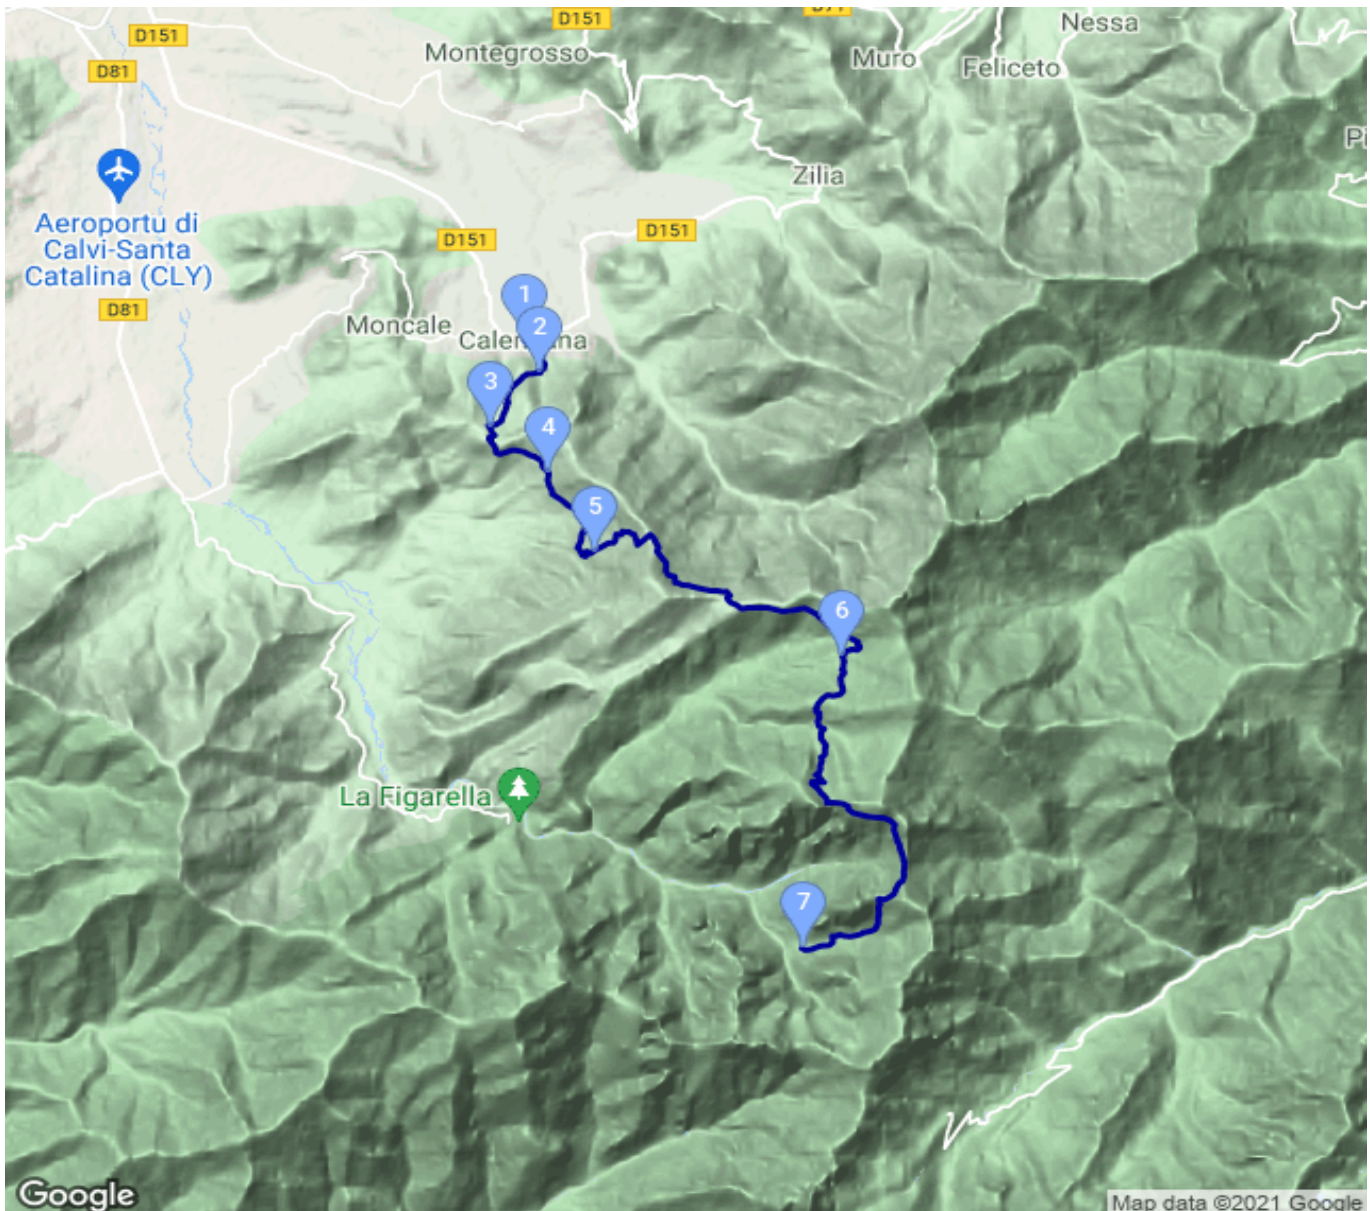 D151
D71
Nessa
D151
Montegrosso
Muro
Feliceto
D81
Zilia
Aeroportu di
Calvi-Santa
Catalina (CLY)
D151
D151
D81
1
Moncale
2
3
4
5
6
La Figarella
7
Google
Map data ©2021 Google